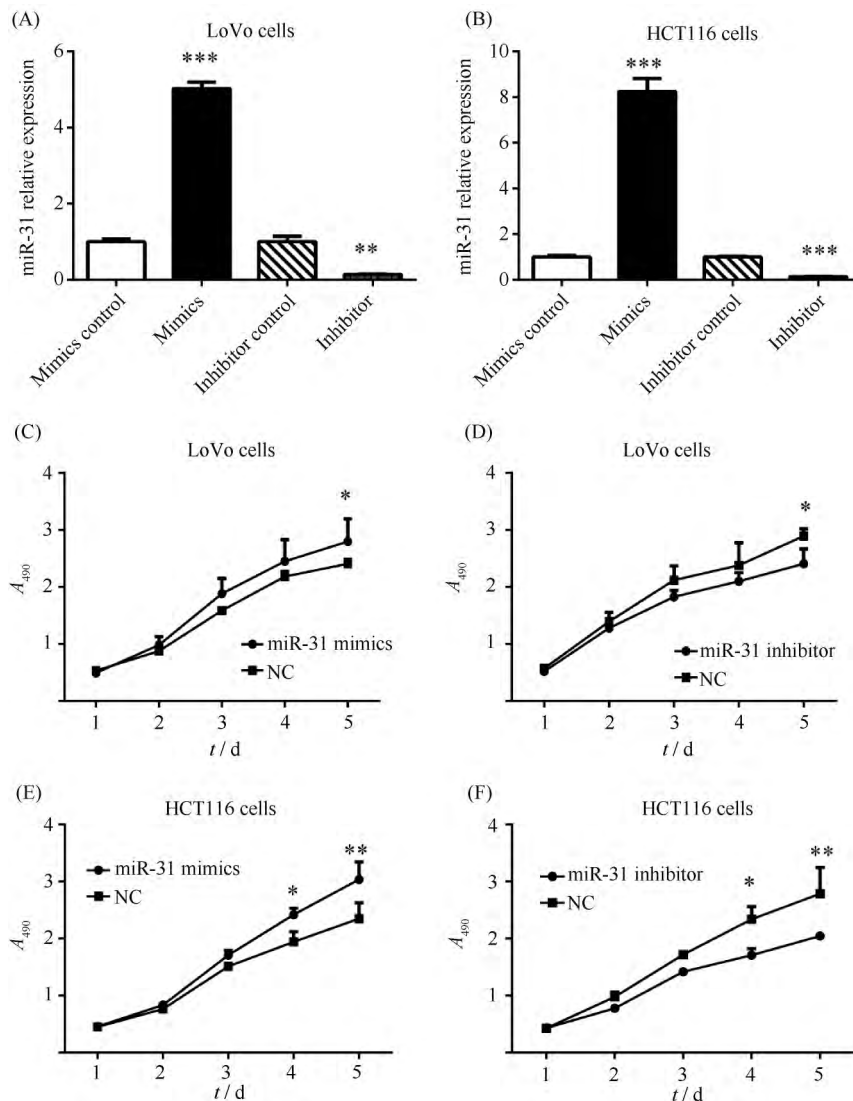 (A)
LoVo cells
miR-31 relative expression
6
4
2
0
***
**
Mimics control
Mimics
Inhibitor control
Inhibitor
(B)
HCT116 cells
miR-31 relative expression
10
8
6
4
2
0
***
***
Mimics control
Mimics
Inhibitor control
Inhibitor
(C)
LoVo cells
A490
4
3
2
1
*
miR-31 mimics
NC
1 2 3 4 5
t / d
(D)
LoVo cells
A490
4
3
2
1
*
miR-31 inhibitor
NC
1 2 3 4 5
t / d
(E)
HCT116 cells
A490
4
3
2
1
miR-31 mimics
NC
*
**
1 2 3 4 5
t / d
(F)
HCT116 cells
A490
4
3
2
1
miR-31 inhibitor
NC
*
**
1 2 3 4 5
t / d